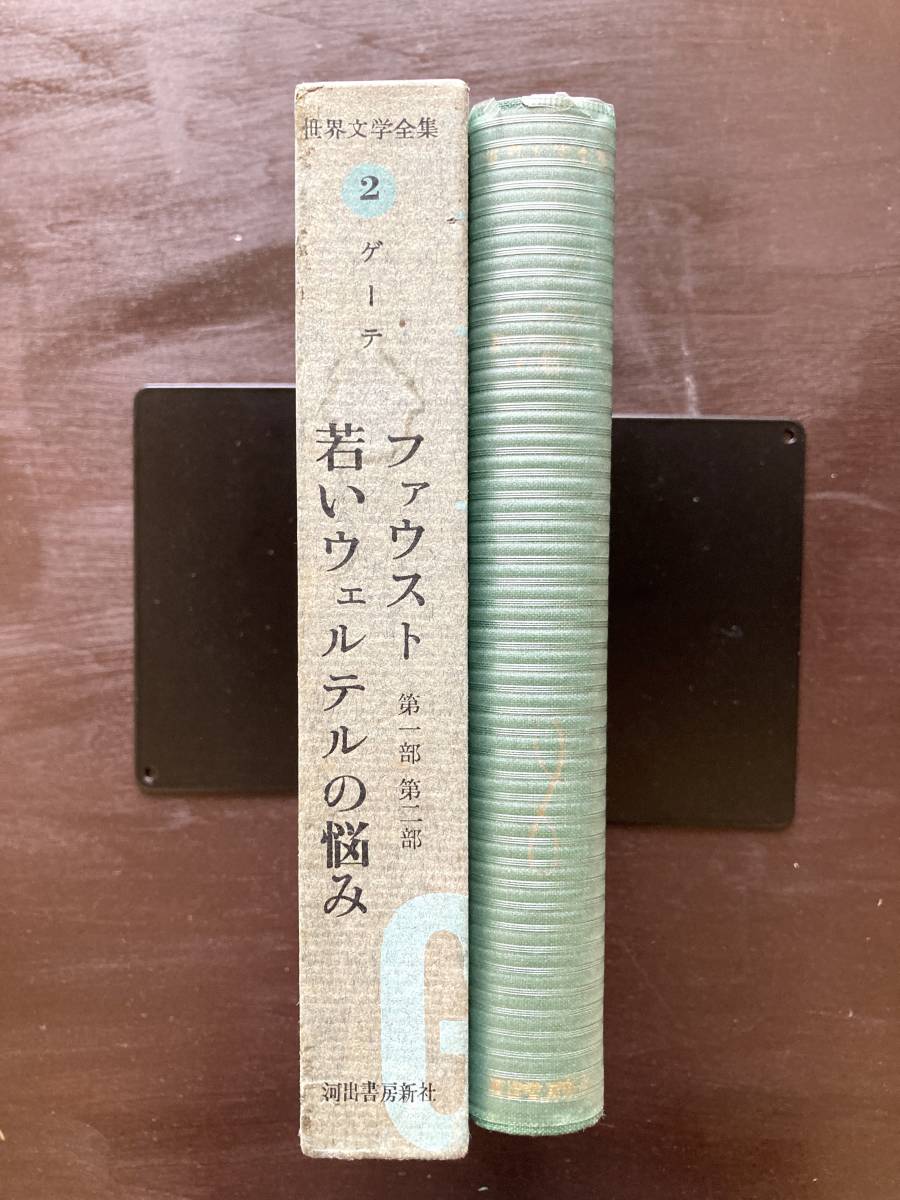 世界文学全集
2
ゲーテ
ファウスト 第一部 第二部
若いウェルテルの悩み
G
河出書房新社